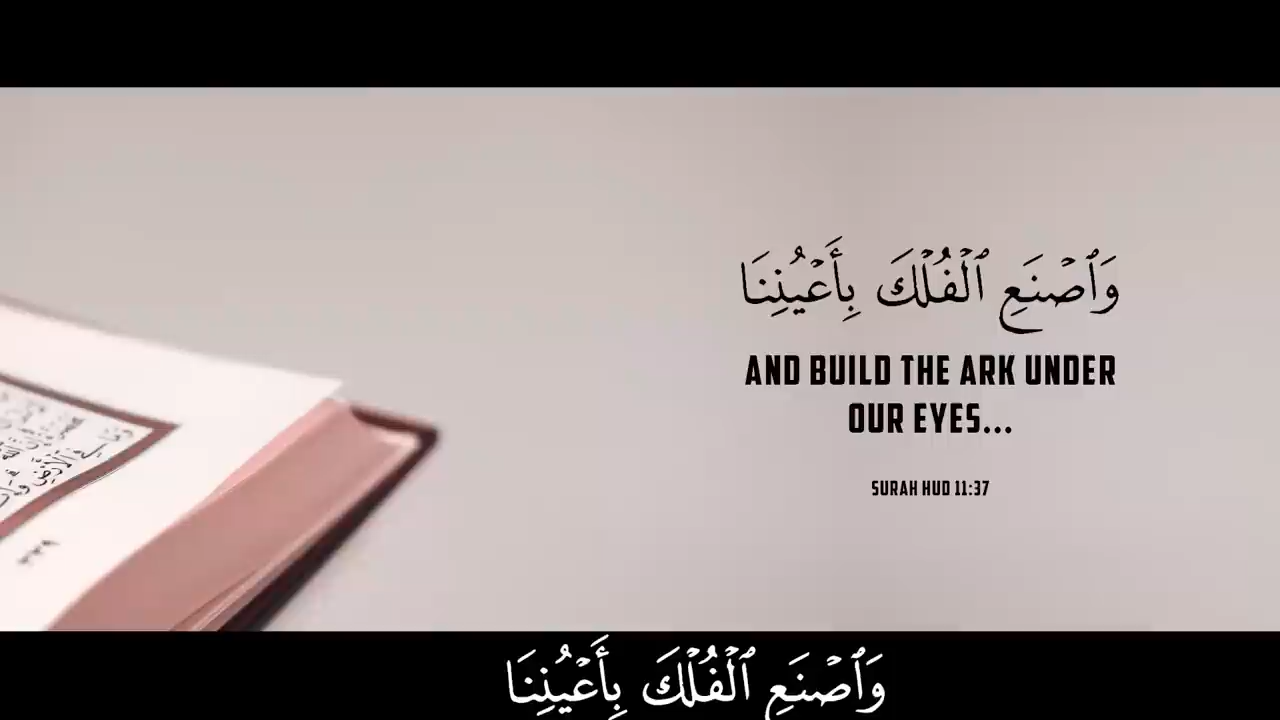 وَٱصْنَعِ ٱلْفُلْكَ بِأَعْيُنِنَا
AND BUILD THE ARK UNDER
OUR EYES...
SURAH HUD 11:37
وَٱصْنَعِ ٱلْفُلْكَ بِأَعْيُنِنَا